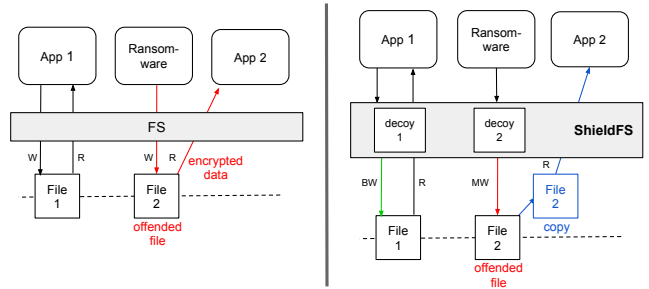 App 1
Ransom-
ware
App 2
FS
W
R
W
R
encrypted
data
File
1
File
2
offended
file
App 1
Ransom-
ware
App 2
decoy
1
decoy
2
ShieldFS
BW
R
MW
R
File
2
copy
File
1
File
2
offended
file